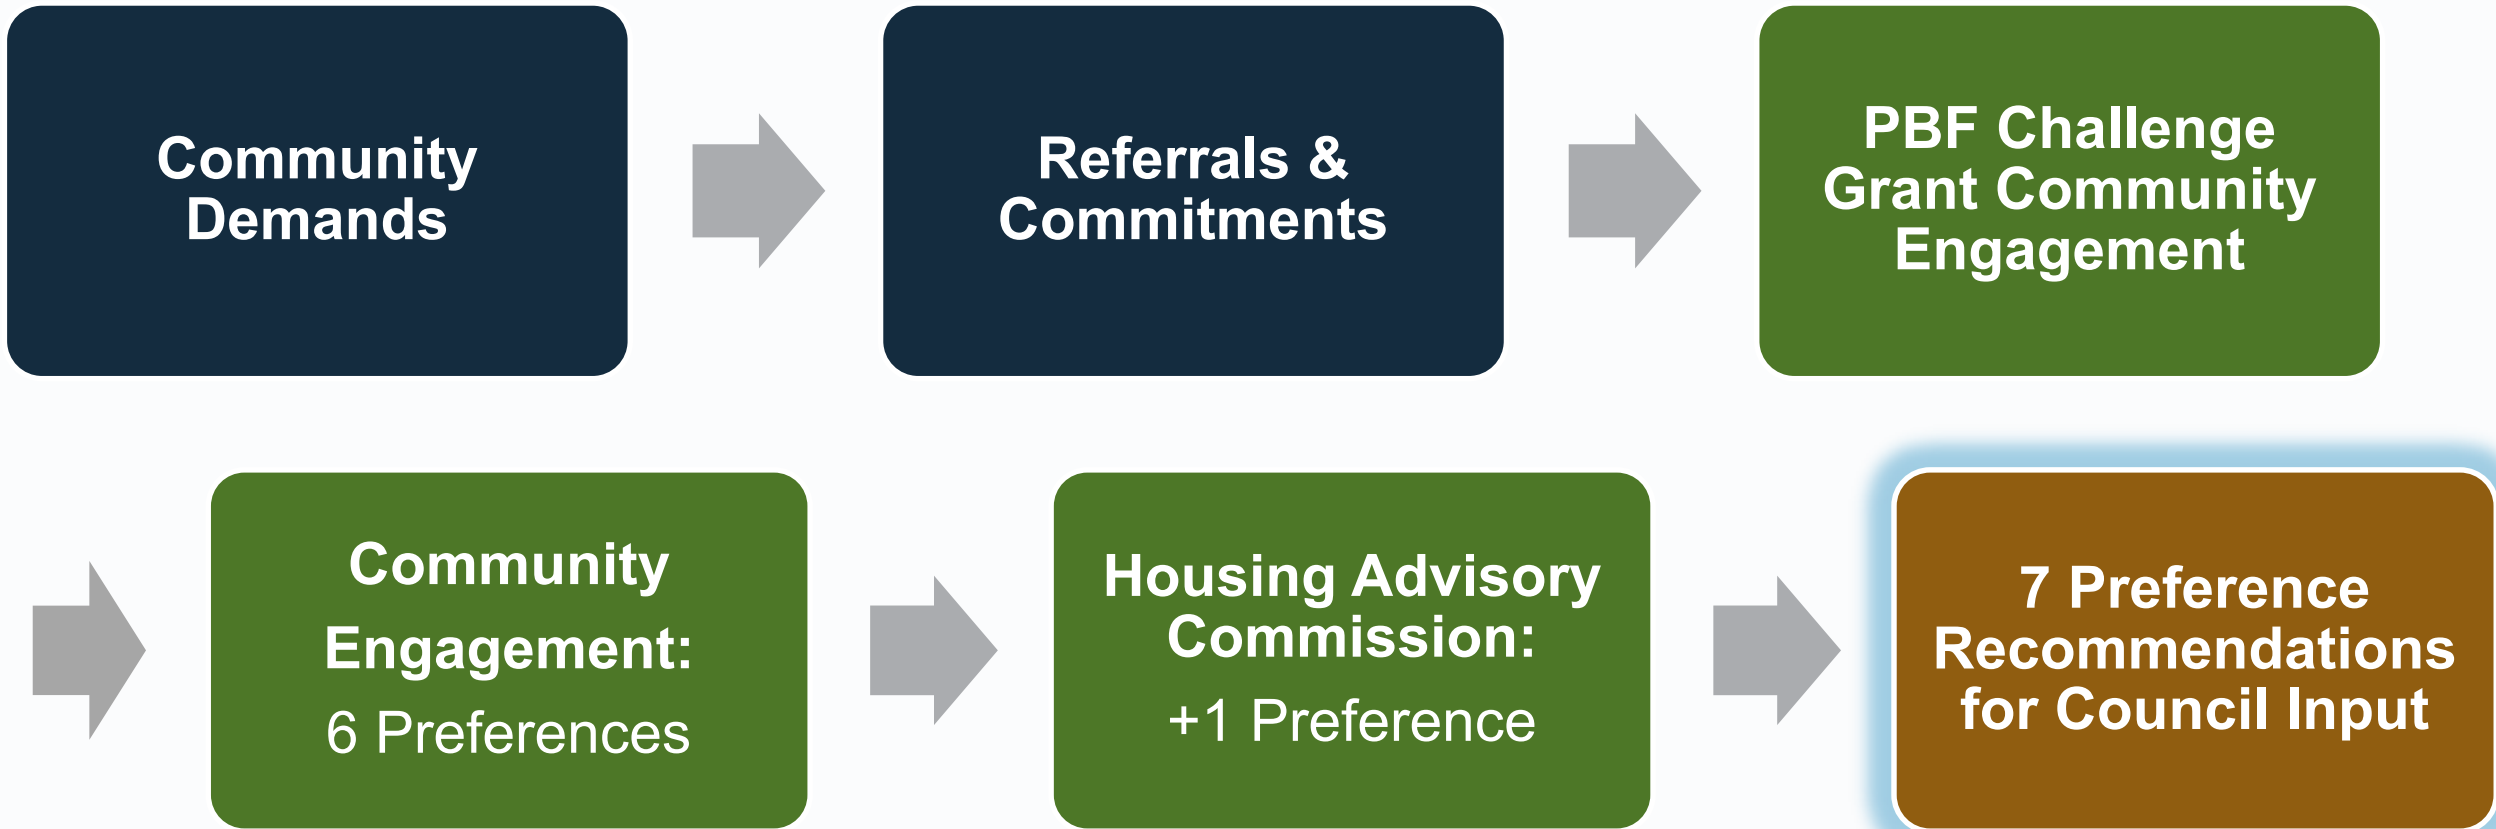 Community
Demands
Referrals &
Commitments
PBF Challenge
Grant Community
Engagement
Community
Engagement:
6 Preferences
Housing Advisory
Commission:
+1 Preference
7 Preference
Recommendations
for Council Input